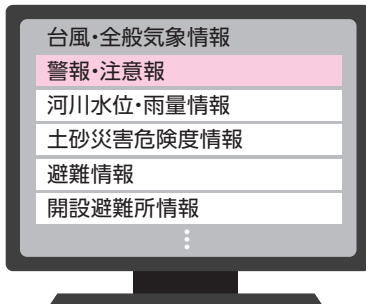 台風・全般気象情報
警報・注意報
河川水位・雨量情報
土砂災害危険度情報
避難情報
開設避難所情報
⋮